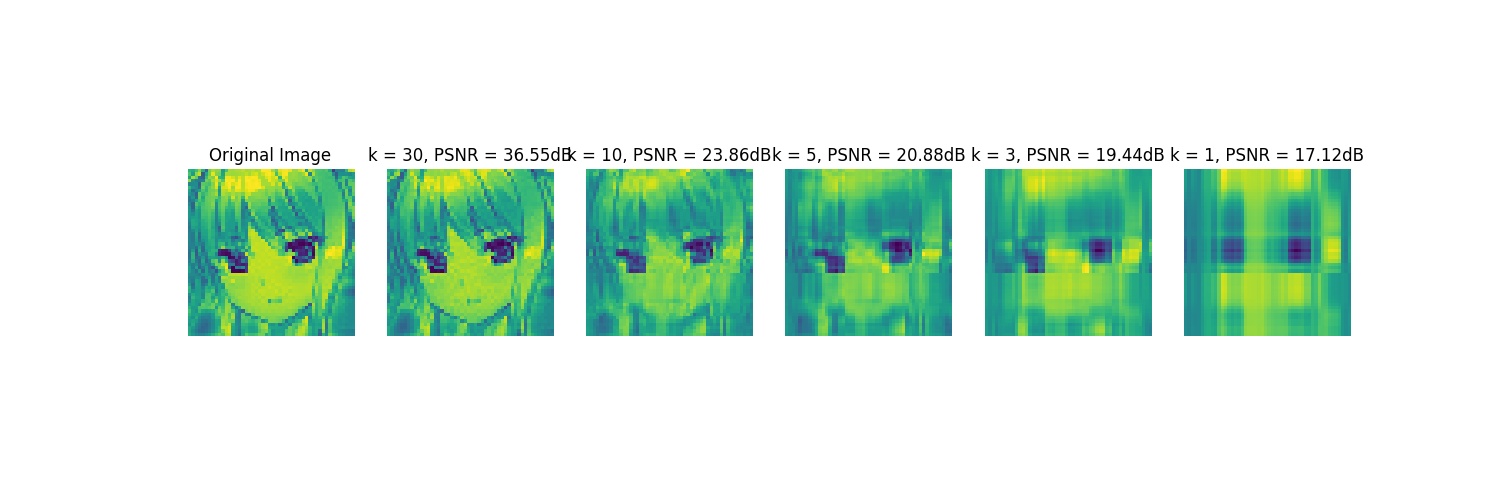 Original Image
k = 30, PSNR = 36.55dB
k = 10, PSNR = 23.86dB
k = 5, PSNR = 20.88dB
k = 3, PSNR = 19.44dB
k = 1, PSNR = 17.12dB